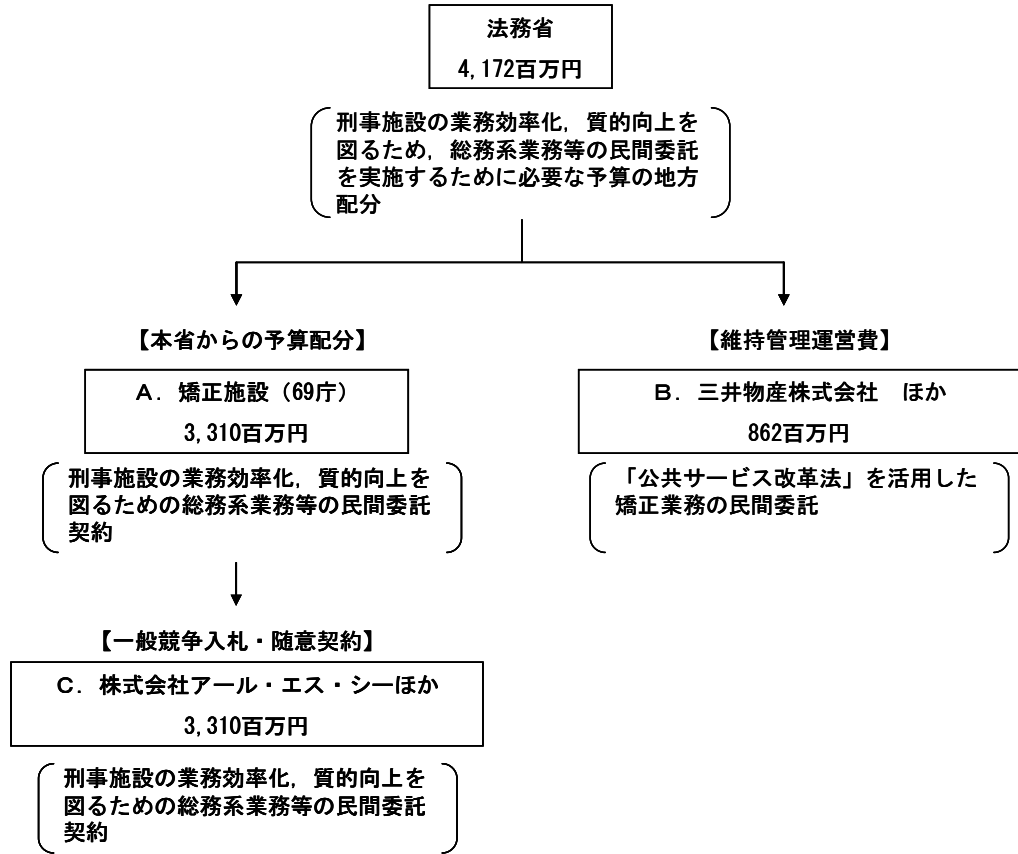 法務省
4,172百万円
刑事施設の業務効率化，質的向上を
図るため，総務系業務等の民間委託
を実施するために必要な予算の地方
配分
【本省からの予算配分】
Ａ．矯正施設（69庁）
3,310百万円
刑事施設の業務効率化，質的向上を
図るための総務系業務等の民間委託
契約
【維持管理運営費】
Ｂ．三井物産株式会社　ほか
862百万円
「公共サービス改革法」を活用した
矯正業務の民間委託
【一般競争入札・随意契約】
Ｃ．株式会社アール・エス・シーほか
3,310百万円
刑事施設の業務効率化，質的向上を
図るための総務系業務等の民間委託
契約